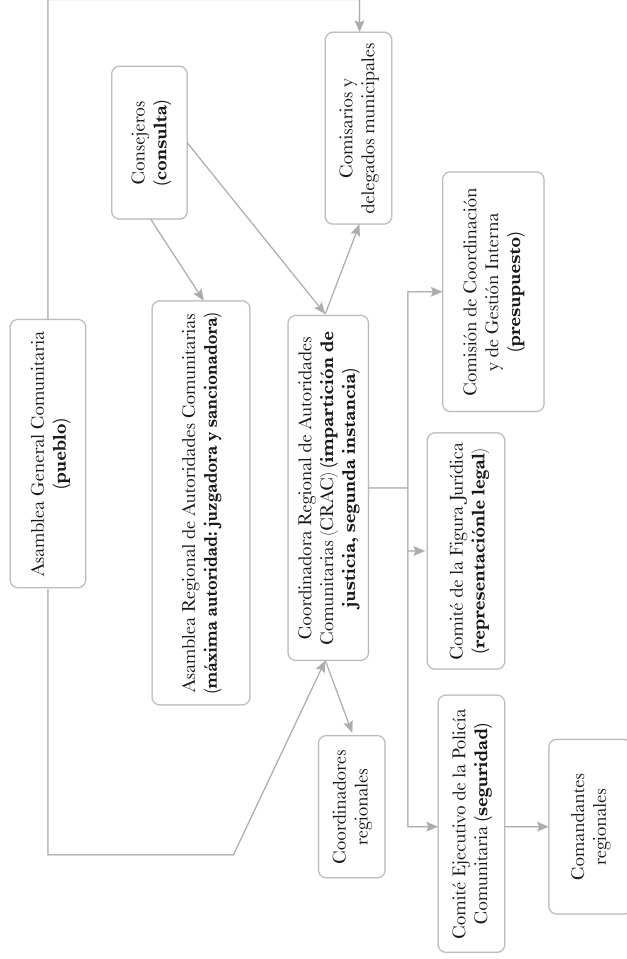 Asamblea General Comunitaria
(pueblo)
Consejeros
(consulta)
Asamblea Regional de Autoridades Comunitarias
(máxima autoridad: juzgadora y sancionadora)
Coordinadora Regional de Autoridades
Comunitarias (CRAC) (impartición de
justicia, segunda instancia)
Coordinadores
regionales
Comisarios y
delegados municipales
Comité Ejecutivo de la Policía
Comunitaria (seguridad)
Comité de la Figura Jurídica
(representaciónle legal)
Comisión de Coordinación
y de Gestión Interna
(presupuesto)
Comandantes
regionales